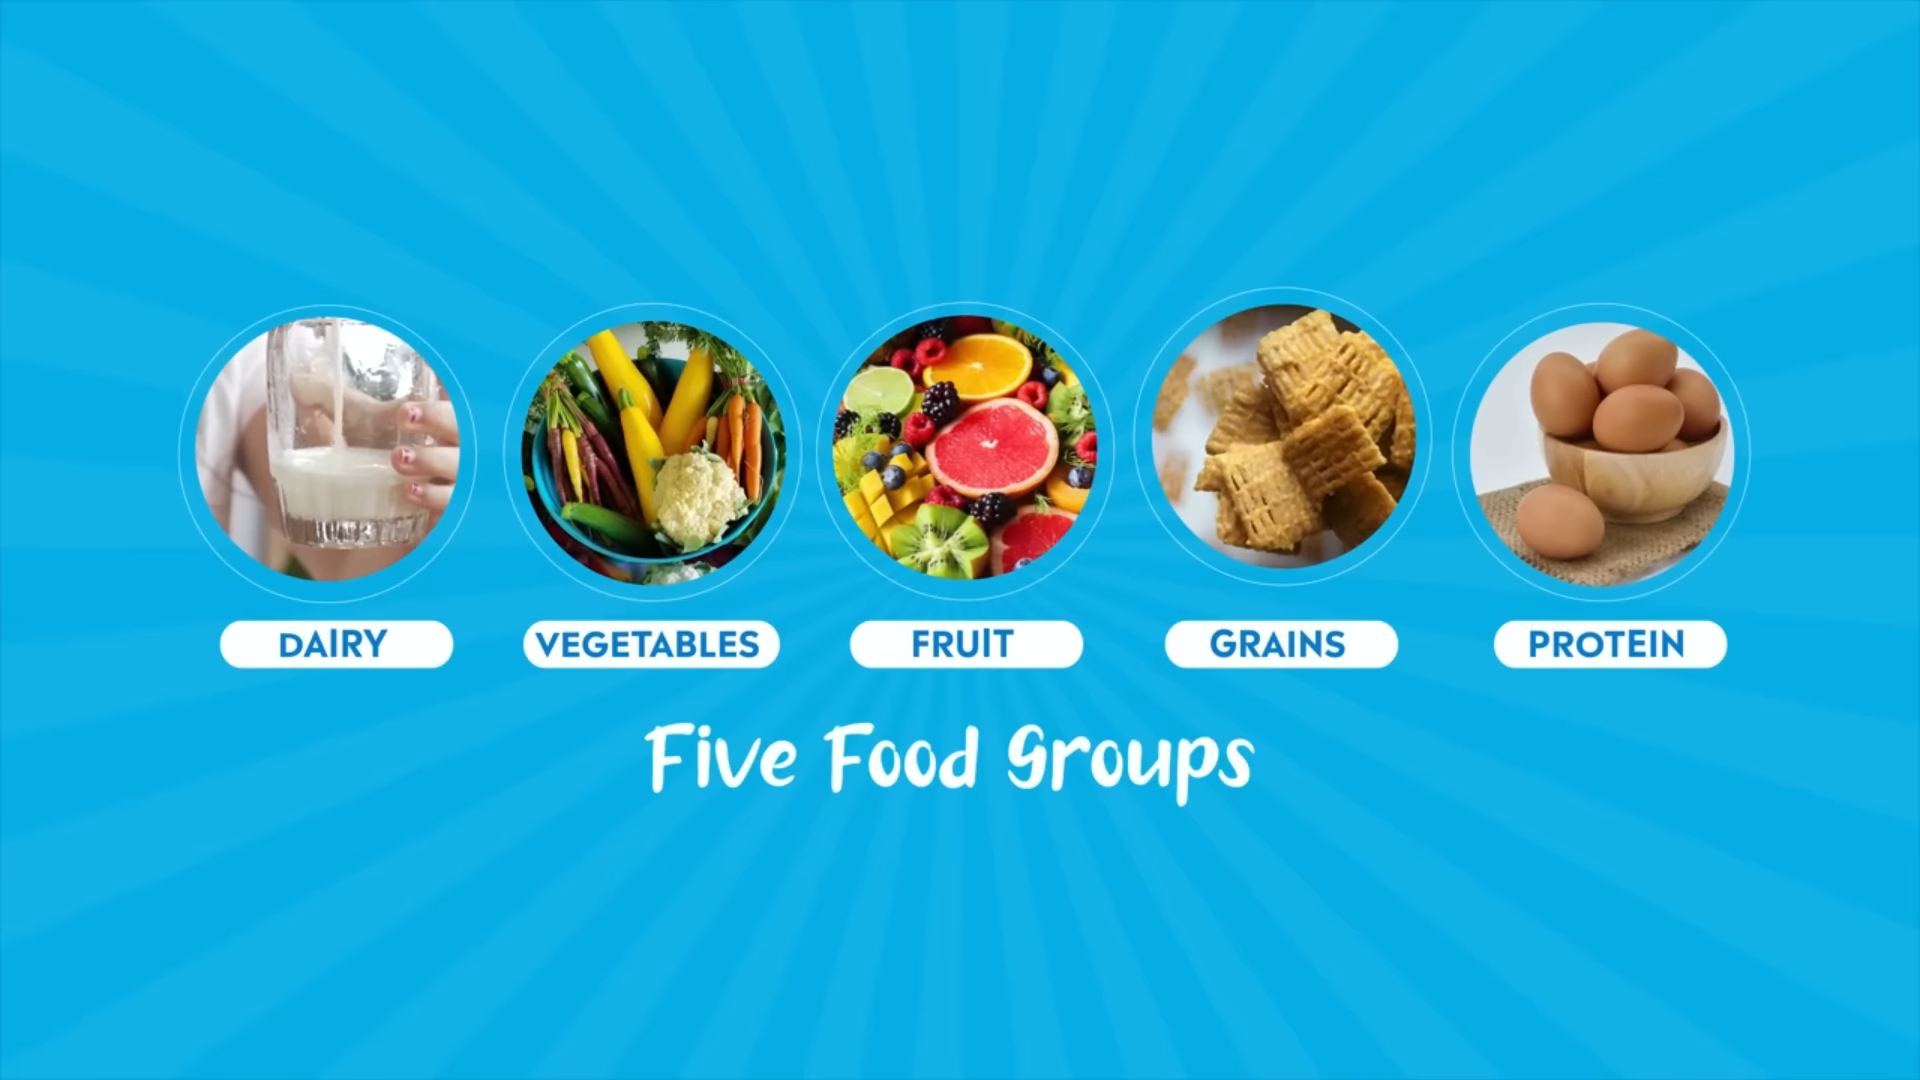 DAIRY
VEGETABLES
FRUIT
GRAINS
PROTEIN
Five Food Groups